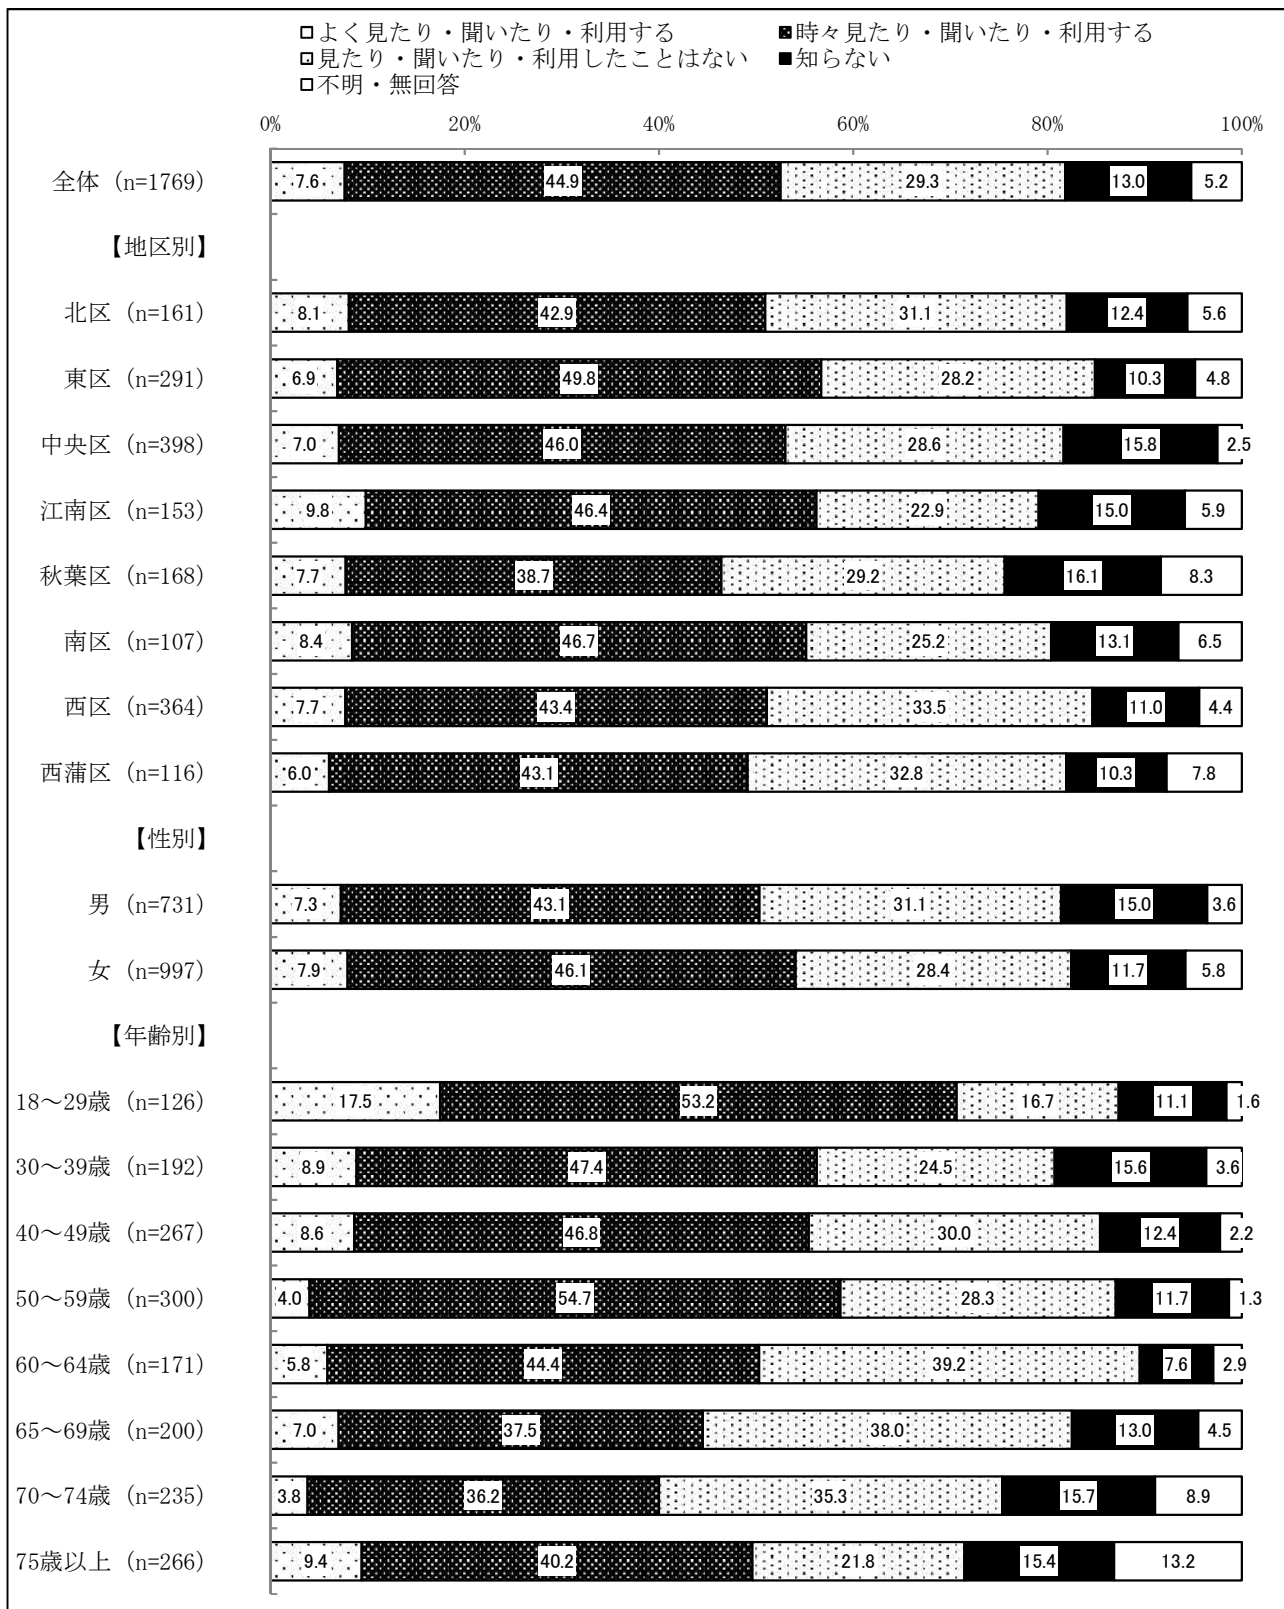 □よく見たり・聞いたり・利用する ■時々見たり・聞いたり・利用する
□見たり・聞いたり・利用したことはない ■知らない
□不明・無回答
0% 20% 40% 60% 80% 100%
全体 (n=1769) 7.6 44.9 29.3 13.0 5.2
【地区別】
北区 (n=161) 8.1 42.9 31.1 12.4 5.6
東区 (n=291) 6.9 49.8 28.2 10.3 4.8
中央区 (n=398) 7.0 46.0 28.6 15.8 2.5
江南区 (n=153) 9.8 46.4 22.9 15.0 5.9
秋葉区 (n=168) 7.7 38.7 29.2 16.1 8.3
南区 (n=107) 8.4 46.7 25.2 13.1 6.5
西区 (n=364) 7.7 43.4 33.5 11.0 4.4
西蒲区 (n=116) 6.0 43.1 32.8 10.3 7.8
【性別】
男 (n=731) 7.3 43.1 31.1 15.0 3.6
女 (n=997) 7.9 46.1 28.4 11.7 5.8
【年齢別】
18～29歳 (n=126) 17.5 53.2 16.7 11.1 1.6
30～39歳 (n=192) 8.9 47.4 24.5 15.6 3.6
40～49歳 (n=267) 8.6 46.8 30.0 12.4 2.2
50～59歳 (n=300) 4.0 54.7 28.3 11.7 1.3
60～64歳 (n=171) 5.8 44.4 39.2 7.6 2.9
65～69歳 (n=200) 7.0 37.5 38.0 13.0 4.5
70～74歳 (n=235) 3.8 36.2 35.3 15.7 8.9
75歳以上 (n=266) 9.4 40.2 21.8 15.4 13.2